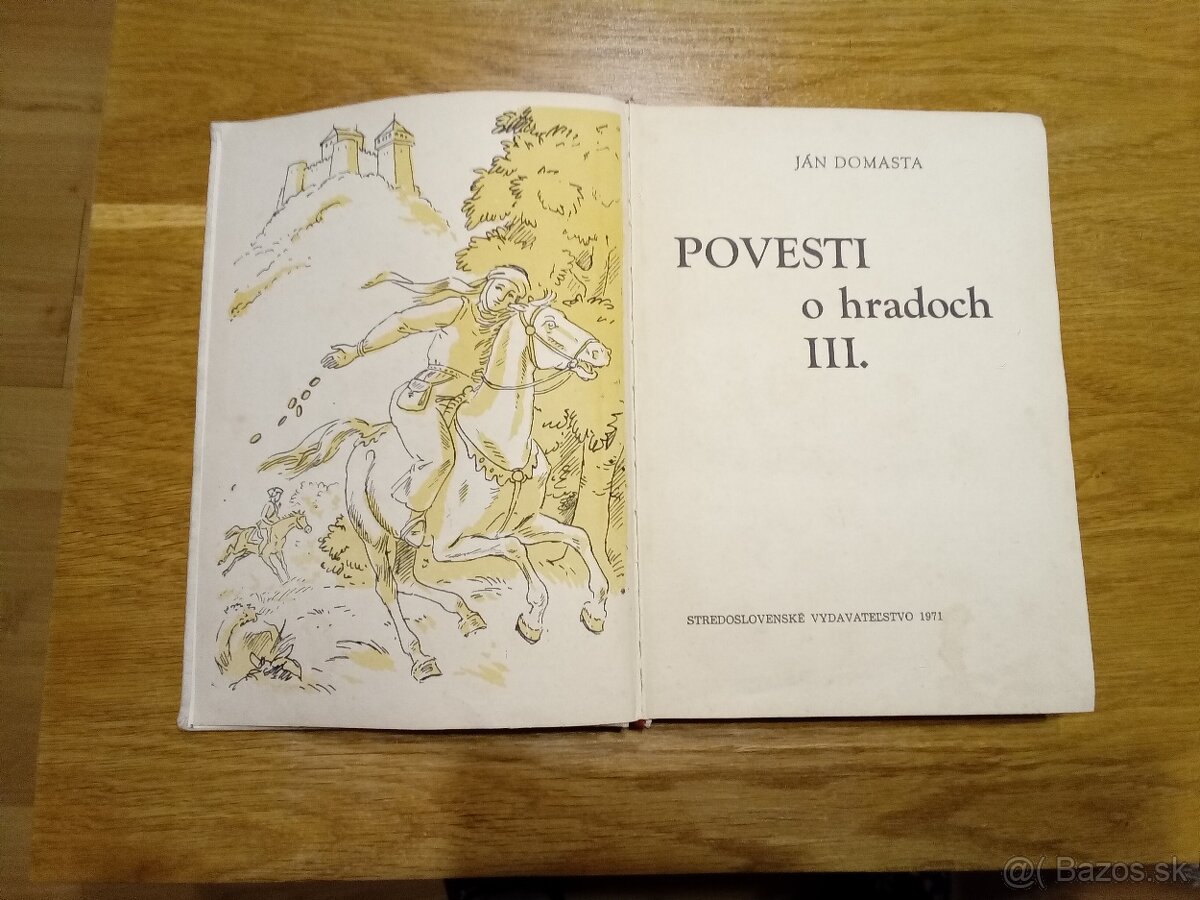 JÁN DOMASTA
POVESTI
o hradoch
III.
STREDOSLOVENSKÉ VYDAVATEĽSTVO 1971
@( Bazos.sk